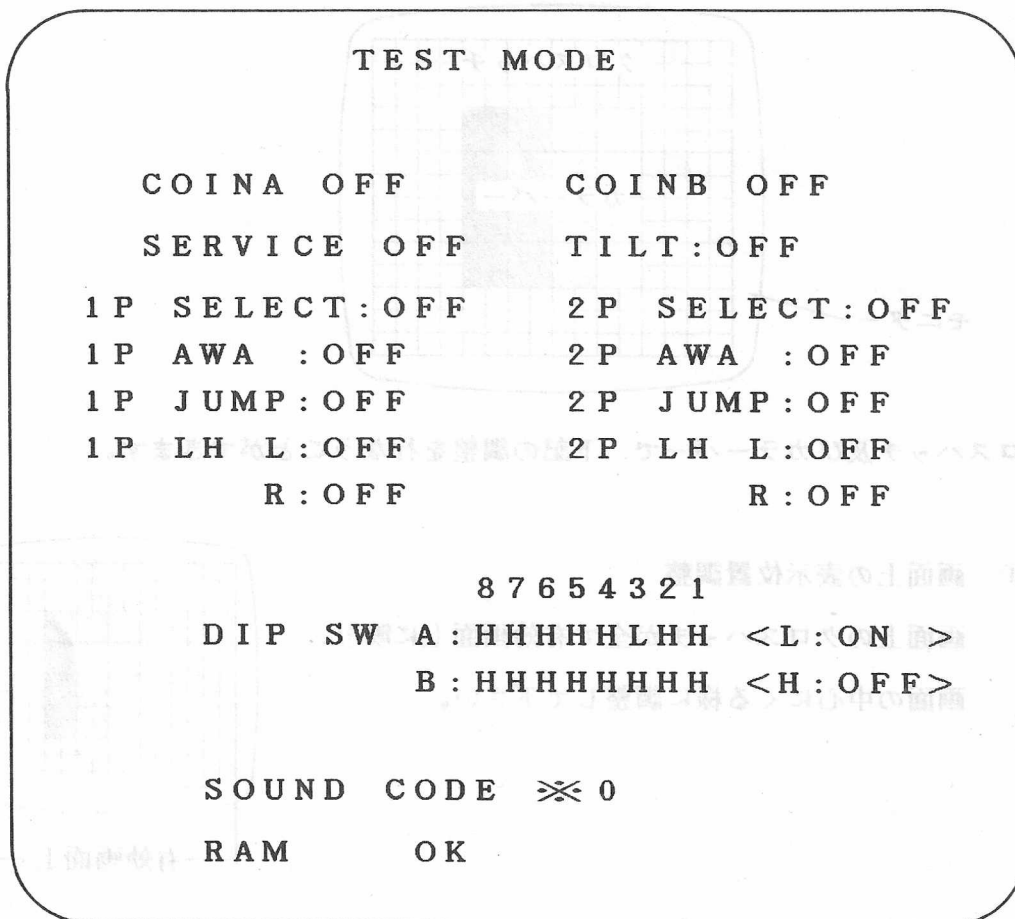 TEST MODE
COINA OFF COINB OFF
SERVICE OFF TILT:OFF
1P SELECT:OFF 2P SELECT:OFF
1P AWA :OFF 2P AWA :OFF
1P JUMP:OFF 2P JUMP:OFF
1P LH L:OFF 2P LH L:OFF
R:OFF R:OFF
87654321
DIP SW A:HHHHHLHH <L:ON >
B:HHHHHHHH <H:OFF>
SOUND CODE ※0
RAM OK